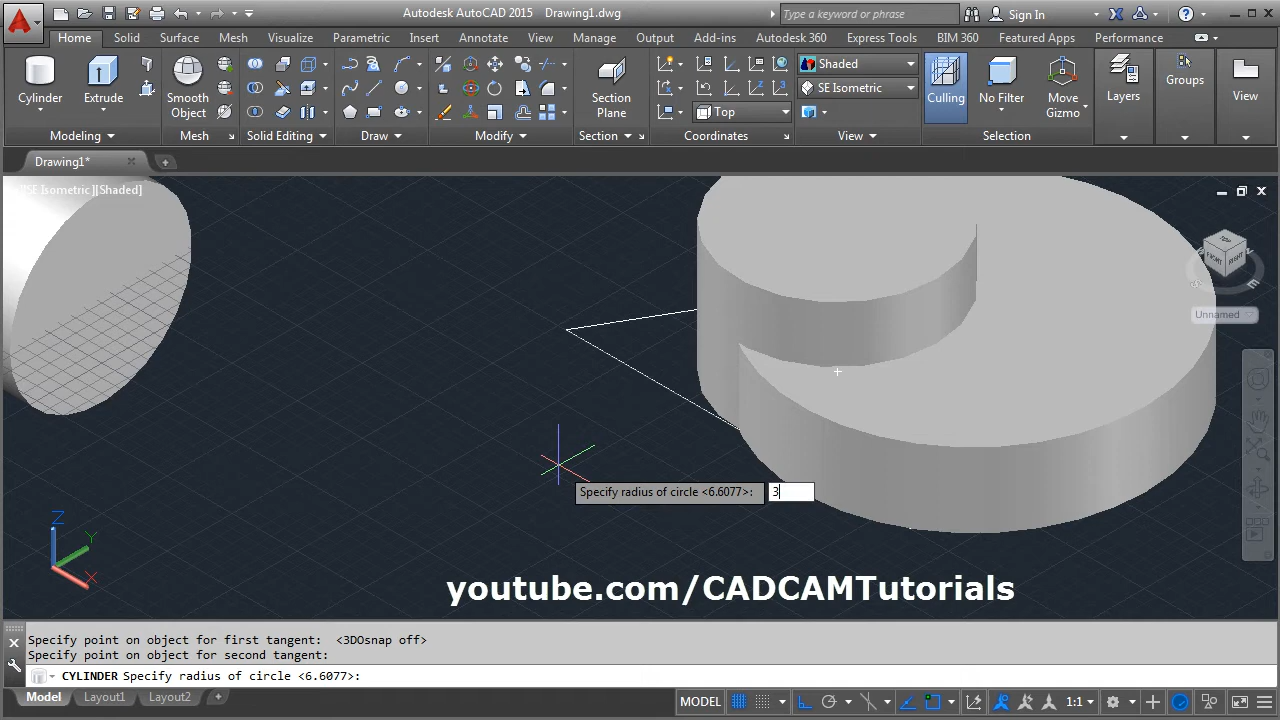 Autodesk AutoCAD 2015 Drawing1.dwg
Type a keyword or phrase
Sign In
Home Solid Surface Mesh Visualize Parametric Insert Annotate View Manage Output Add-ins Autodesk 360 Express Tools BIM 360 Featured Apps Performance
Cylinder
Extrude
Smooth
Object
Section
Plane
Shaded
SE Isometric
Top
Culling
No Filter
Move
Gizmo
Layers
Groups
View
Modeling Mesh Solid Editing Draw Modify Section Coordinates View Selection
Drawing1*
SE Isometric][Shaded]
TOP
FRONT
RIGHT
E
Unnamed
Specify radius of circle <6.6077>: 3
Z
Y
X
youtube.com/CADCAMTutorials
Specify point on object for first tangent: <3DOsnap off>
Specify point on object for second tangent:
CYLINDER Specify radius of circle <6.6077>:
Model Layout1 Layout2
MODEL
1:1